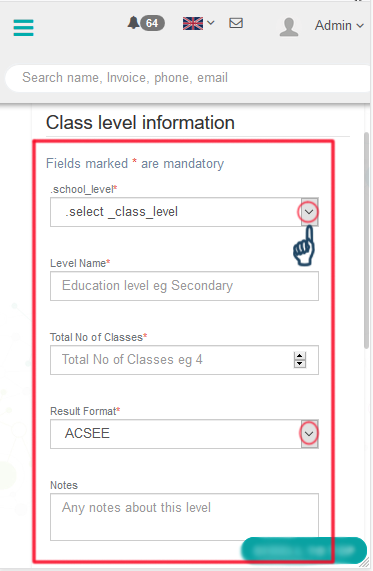 64
Admin
Search name, Invoice, phone, email
Class level information
Fields marked * are mandatory
.school_level*
.select _class_level
Level Name*
Education level eg Secondary
Total No of Classes*
Total No of Classes eg 4
Result Format*
ACSEE
Notes
Any notes about this level